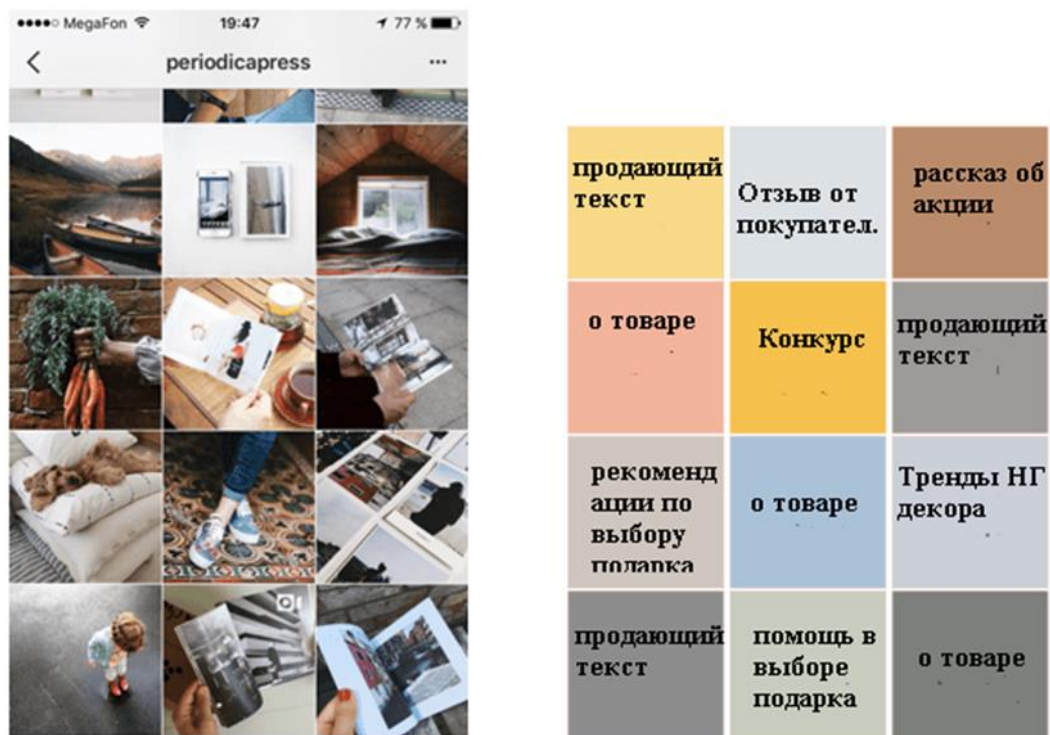 MegaFon 19:47 77 %
periodicapress
продающий
текст
Отзыв от
покупател.
рассказ об
акции
о товаре
Конкурс
продающий
текст
рекоменд
ации по
выбору
подарка
о товаре
Тренды НГ
декора
продающий
текст
помощь в
выборе
подарка
о товаре